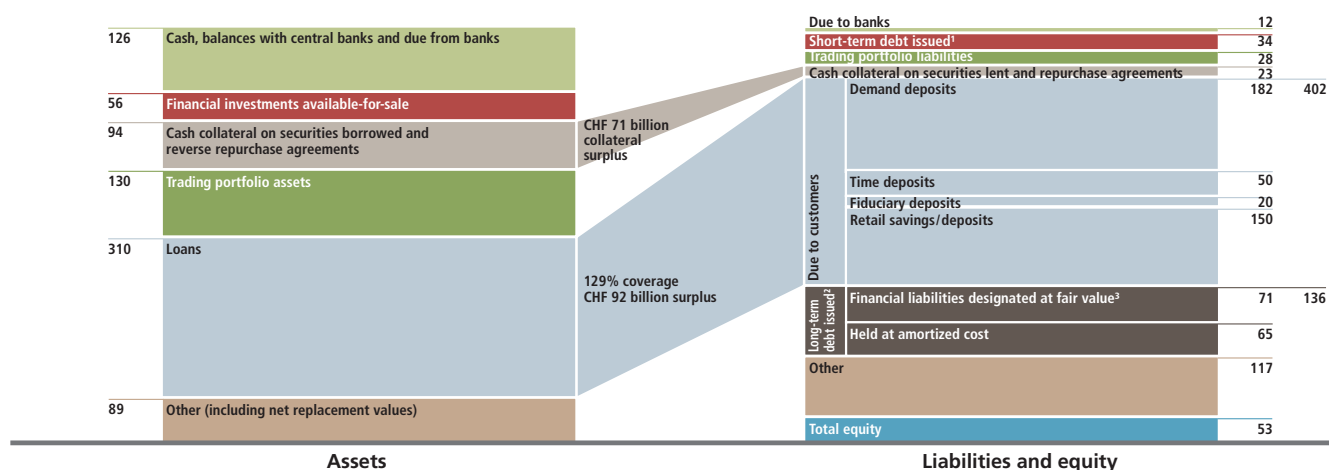 126 Cash, balances with central banks and due from banks
56 Financial investments available-for-sale
94 Cash collateral on securities borrowed and
reverse repurchase agreements
130 Trading portfolio assets
310 Loans
89 Other (including net replacement values)
Assets
CHF 71 billion
collateral
surplus
129% coverage
CHF 92 billion surplus
Due to banks 12
Short-term debt issued¹ 34
Trading portfolio liabilities 28
Cash collateral on securities lent and repurchase agreements 23
Due to customers
Demand deposits 182 402
Time deposits 50
Fiduciary deposits 20
Retail savings/deposits 150
Long-term
debt issued²
Financial liabilities designated at fair value³ 71 136
Held at amortized cost 65
Other 117
Total equity 53
Liabilities and equity